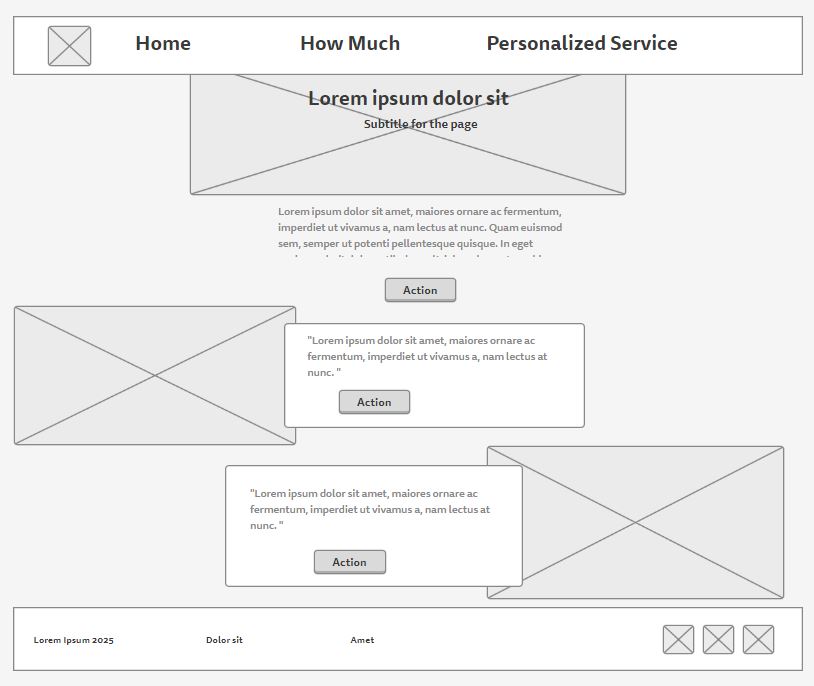 Home
How Much
Personalized Service
Lorem ipsum dolor sit
Subtitle for the page
Lorem ipsum dolor sit amet, maiores ornare ac fermentum,
imperdiet ut vivamus a, nam lectus at nunc. Quam euismod
sem, semper ut potenti pellentesque quisque. In eget
Action
"Lorem ipsum dolor sit amet, maiores ornare ac
fermentum, imperdiet ut vivamus a, nam lectus at
nunc. "
Action
"Lorem ipsum dolor sit amet, maiores ornare ac
fermentum, imperdiet ut vivamus a, nam lectus at
nunc. "
Action
Lorem Ipsum 2025
Dolor sit
Amet